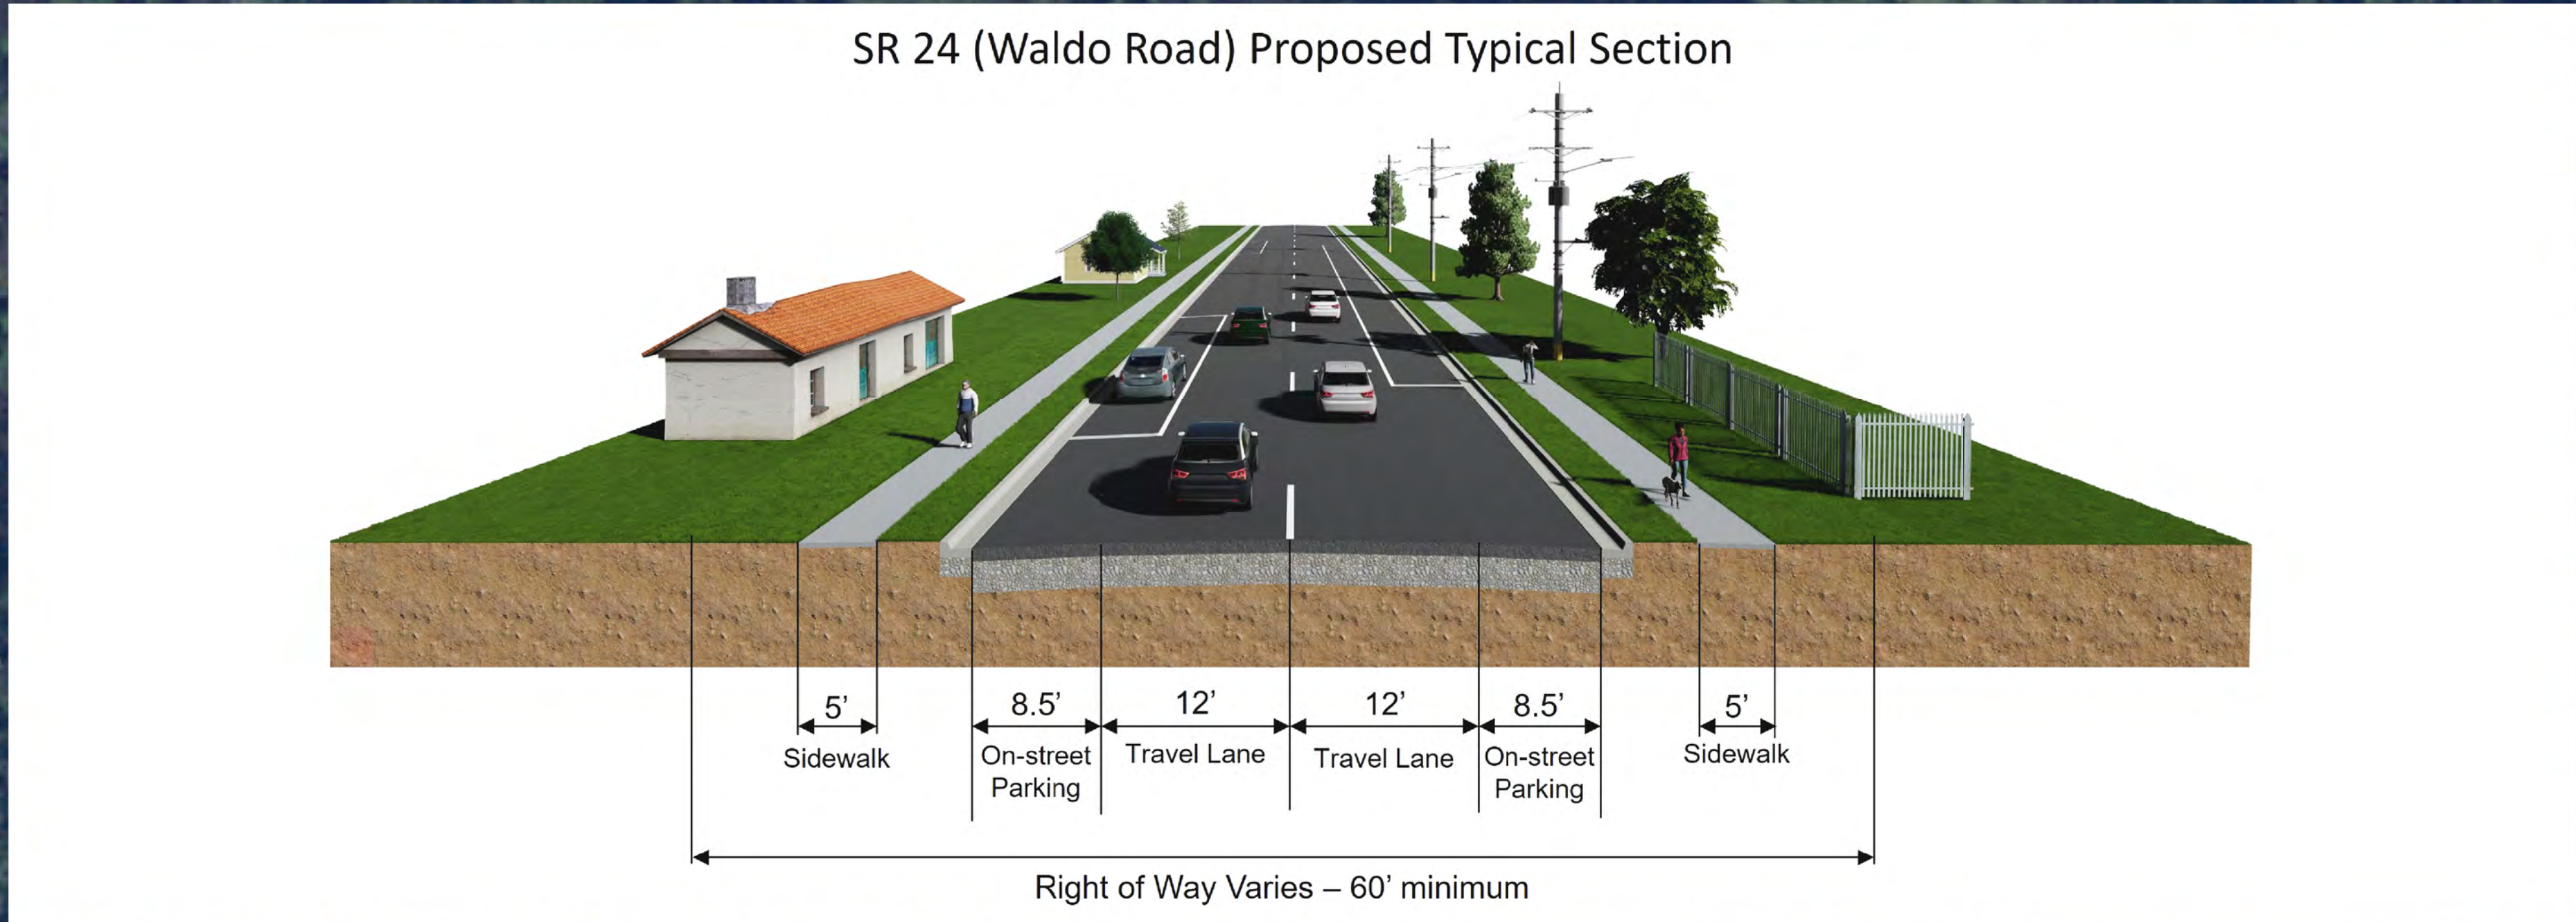 SR 24 (Waldo Road) Proposed Typical Section
5’
8.5’
12’
12’
8.5’
5’
Sidewalk
On-street
Parking
Travel Lane
Travel Lane
On-street
Parking
Sidewalk
Right of Way Varies – 60’ minimum